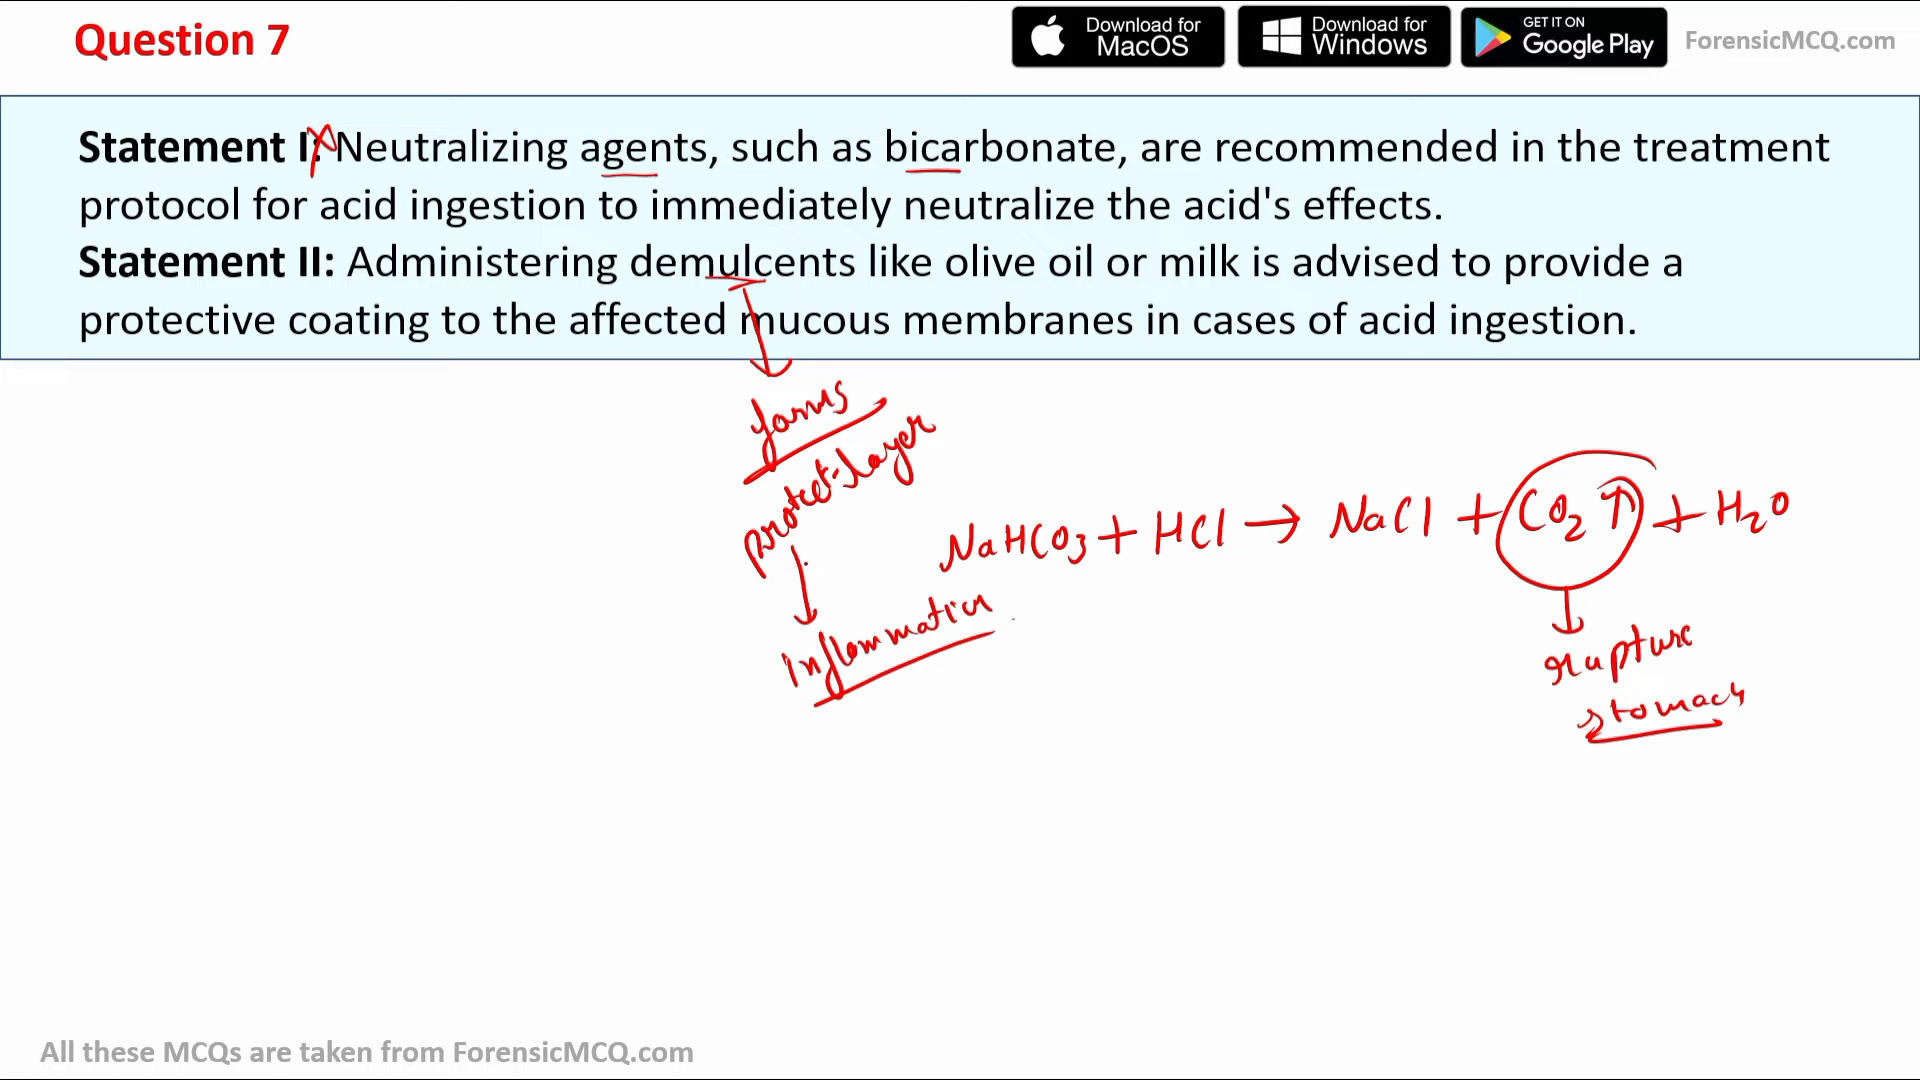 Question 7
Download for
MacOS
Download for
Windows
GET IT ON
Google Play
ForensicMCQ.com
Statement I: Neutralizing agents, such as bicarbonate, are recommended in the treatment
protocol for acid ingestion to immediately neutralize the acid's effects.
Statement II: Administering demulcents like olive oil or milk is advised to provide a
protective coating to the affected mucous membranes in cases of acid ingestion.
forms
protect-layer
Inflammation
NaHCO3 + HCl → NaCl + CO2 ↑ + H2O
rupture
stomach
All these MCQs are taken from ForensicMCQ.com